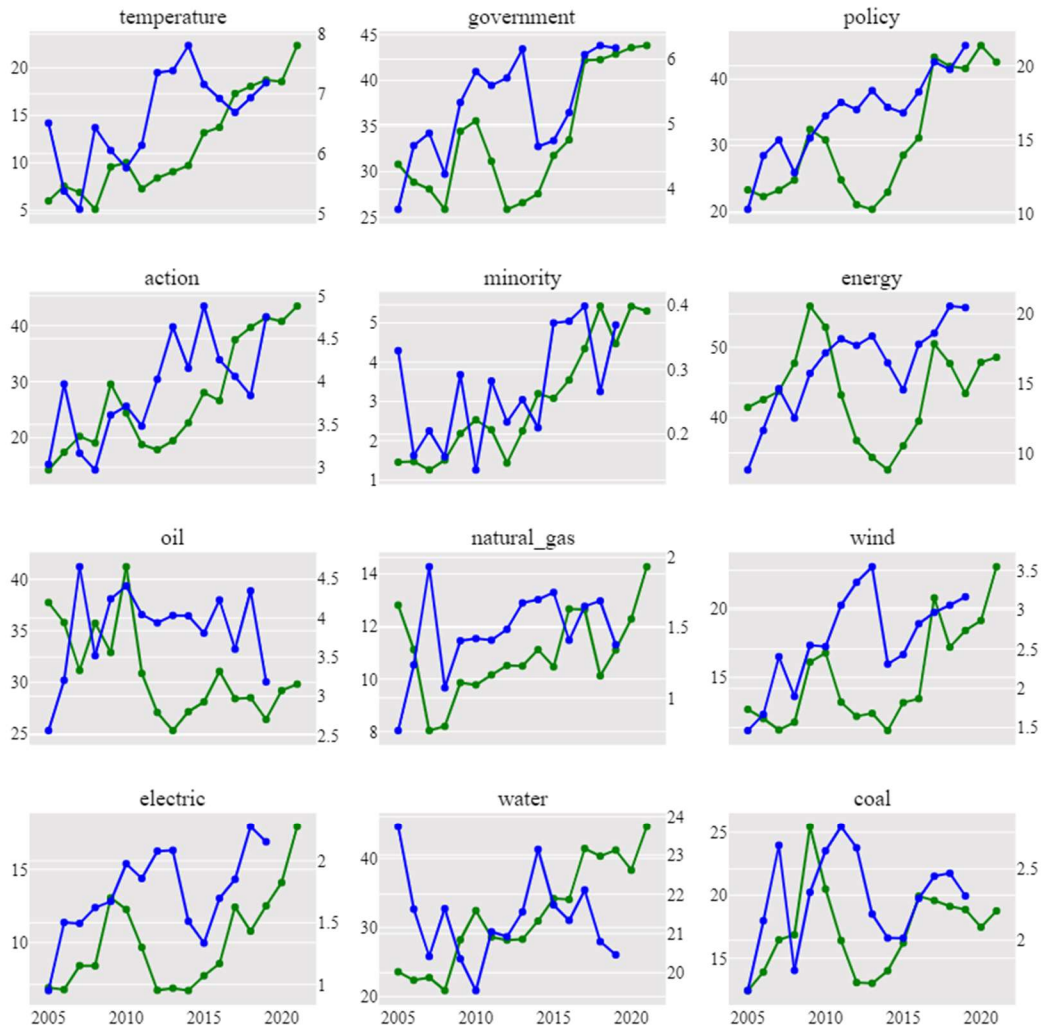 temperature government policy
20 15 10 5 8 7 6 5 45 40 35 30 25 6 5 4 40 30 20 20 15 10
action minority energy
40 30 20 5 4.5 4 3.5 3 5 4 3 2 1 0.4 0.3 0.2 50 40 20 15 10
oil natural_gas wind
40 35 30 25 4.5 4 3.5 3 2.5 14 12 10 8 2 1.5 1 20 15 3.5 3 2.5 2 1.5
electric water coal
15 10 2 1.5 1 40 30 20 24 23 22 21 20 25 20 15 2.5 2
2005 2010 2015 2020 2005 2010 2015 2020 2005 2010 2015 2020